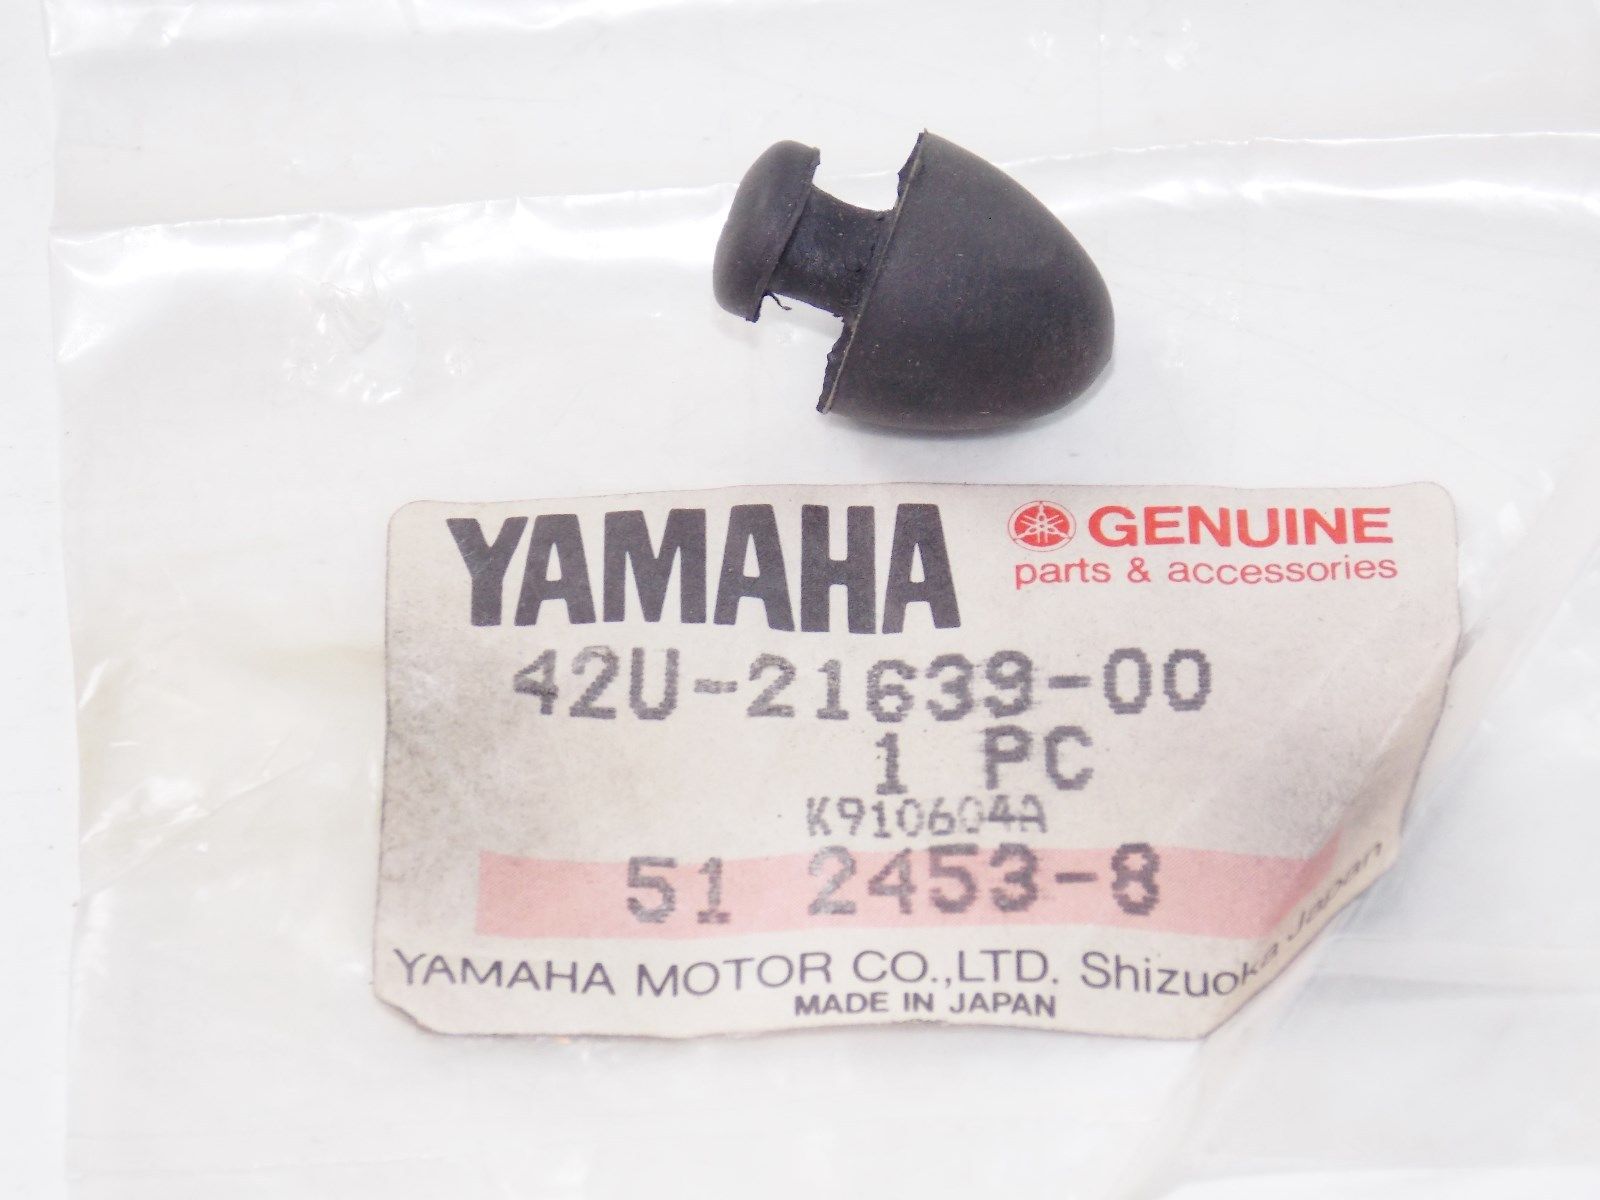 YAMAHA
GENUINE
parts & accessories
42U-21639-00
1 PC
K910604A
51 2453-8
YAMAHA MOTOR CO.,LTD. Shizuoka Japan
MADE IN JAPAN